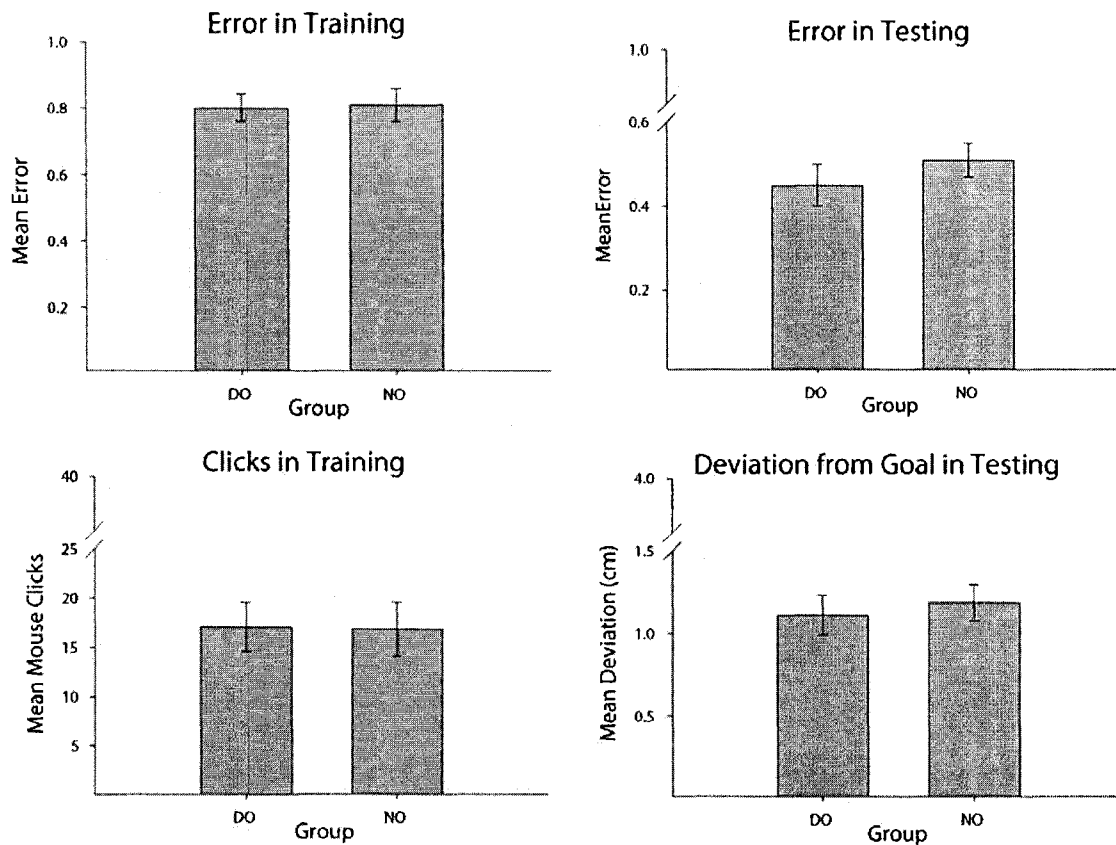 Error in Training
1.0
0.8
0.6
0.4
0.2
Mean Error
DO NO
Group
Error in Testing
1.0
0.6
0.4
0.2
MeanError
DO NO
Group
Clicks in Training
40
25
20
15
10
5
Mean Mouse Clicks
DO NO
Group
Deviation from Goal in Testing
4.0
1.5
1.0
0.5
Mean Deviation (cm)
DO NO
Group